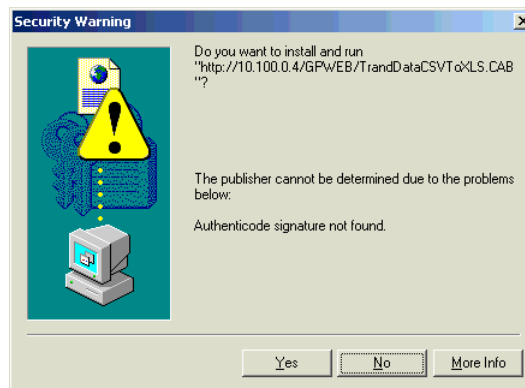 Security Warning
Do you want to install and run
"http://10.100.0.4/GPWEB/TrandDataCSVToXLS.CAB
"?
The publisher cannot be determined due to the problems
below:
Authenticode signature not found.
Yes
No
More Info